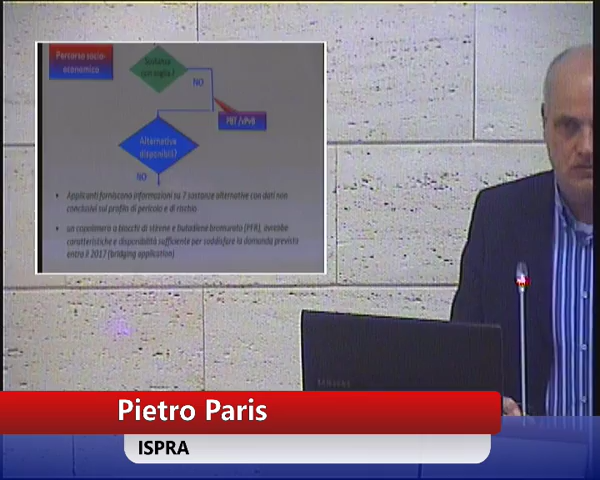 Percorso socio-
economico
Sostanza
con soglia?
NO
PBT/vPvB
Alternative
disponibili?
NO
• Applicanti forniscono informazioni su 7 sostanze alternative con dati non
conclusivi sul profilo di pericolo e di rischio
• un copolimero a blocchi di stirene e butadiene bromurato (PFR), avrebbe
caratteristiche e disponibilità sufficiente per soddisfare la domanda prevista
entro il 2017 (bridging application)
Pietro Paris
ISPRA